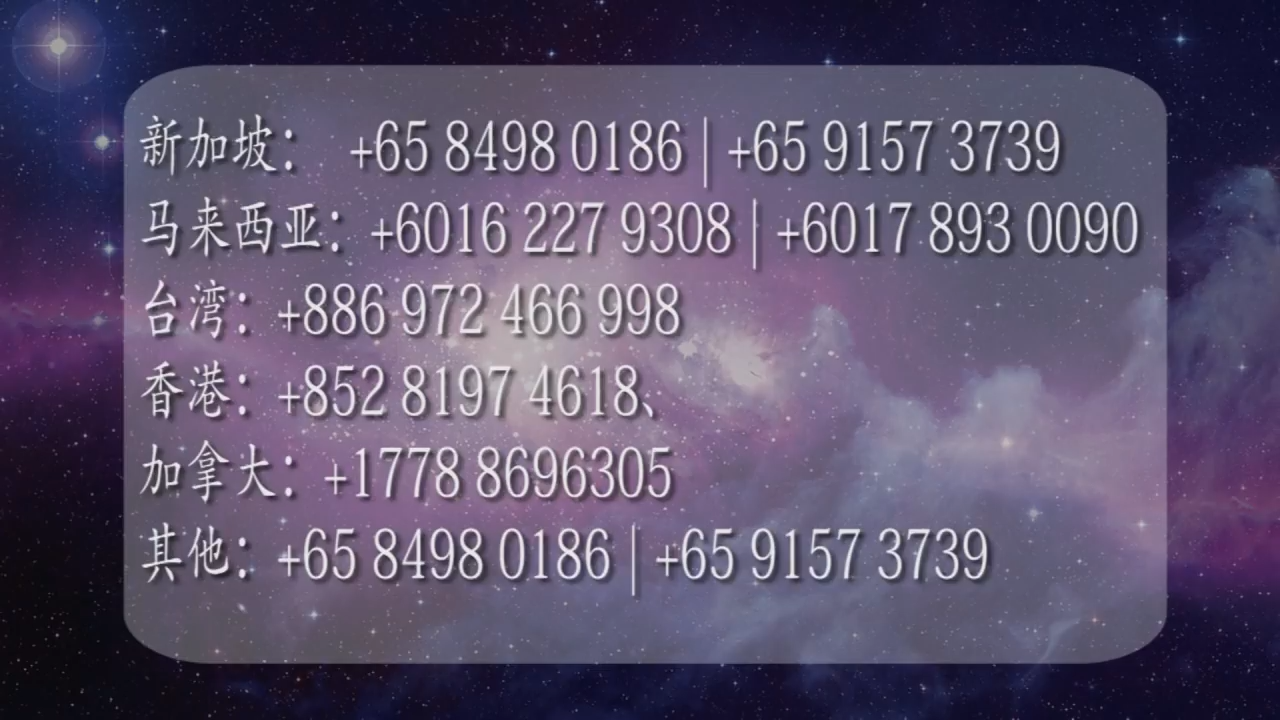 新加坡： +65 8498 0186 | +65 9157 3739
马来西亚：+6016 227 9308 | +6017 893 0090
台湾：+886 972 466 998
香港：+852 8197 4618、
加拿大：+1778 8696305
其他：+65 8498 0186 | +65 9157 3739